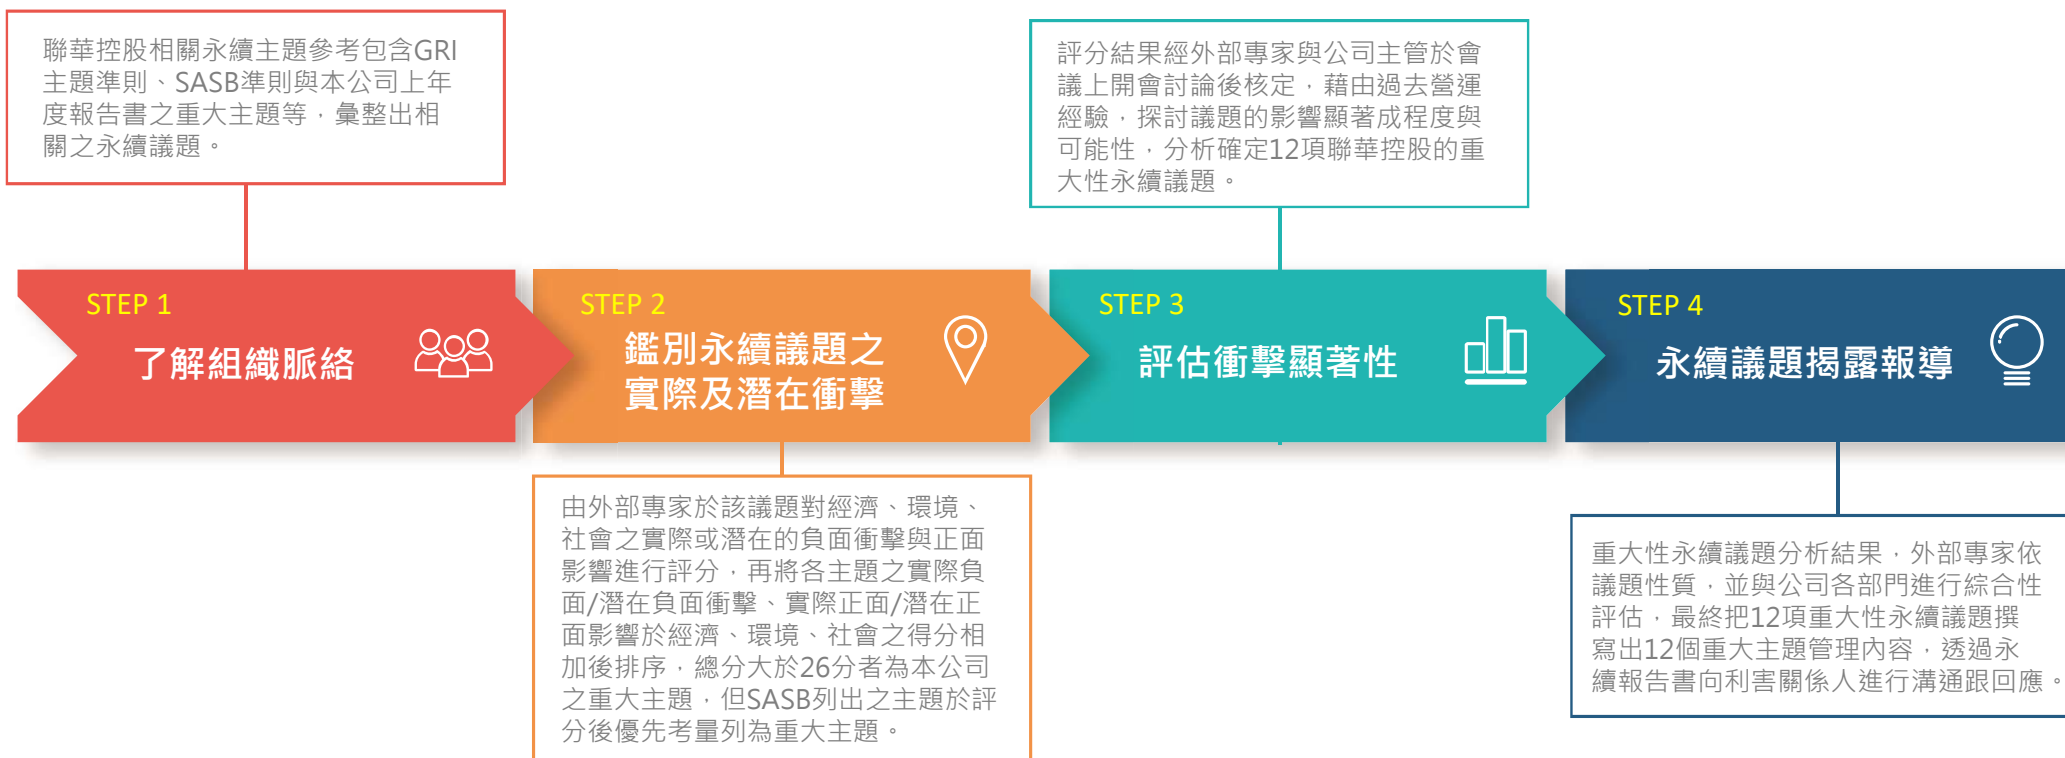 聯華控股相關永續主題參考包含GRI
主題準則、SASB準則與本公司上年
度報告書之重大主題等，彙整出相
關之永續議題。
STEP 1
了解組織脈絡
STEP 2
鑑別永續議題之
實際及潛在衝擊
由外部專家於該議題對經濟、環境、
社會之實際或潛在的負面衝擊與正面
影響進行評分，再將各主題之實際負
面/潛在負面衝擊、實際正面/潛在正
面影響於經濟、環境、社會之得分相
加後排序，總分大於26分者為本公司
之重大主題，但SASB列出之主題於評
分後優先考量列為重大主題。
評分結果經外部專家與公司主管於會
議上開會討論後核定，藉由過去營運
經驗，探討議題的影響顯著成程度與
可能性，分析確定12項聯華控股的重
大性永續議題。
STEP 3
評估衝擊顯著性
STEP 4
永續議題揭露報導
重大性永續議題分析結果，外部專家依
議題性質，並與公司各部門進行綜合性
評估，最終把12項重大性永續議題撰
寫出12個重大主題管理內容，透過永
續報告書向利害關係人進行溝通跟回應。